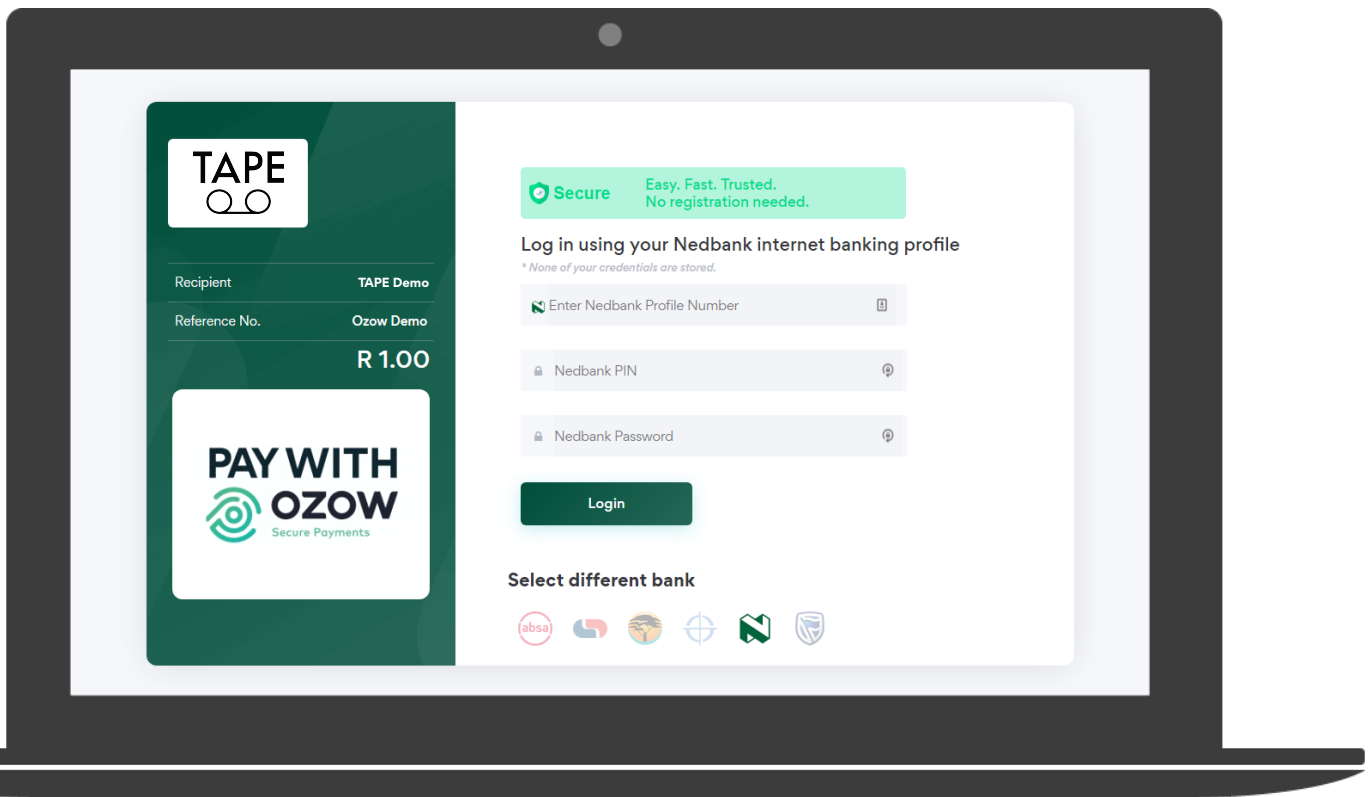 TAPE
Recipient TAPE Demo
Reference No. Ozow Demo
R 1.00
PAY WITH
OZOW
Secure Payments
Secure
Easy. Fast. Trusted.
No registration needed.
Log in using your Nedbank internet banking profile
* None of your credentials are stored.
Enter Nedbank Profile Number
Nedbank PIN
Nedbank Password
Login
Select different bank
absa